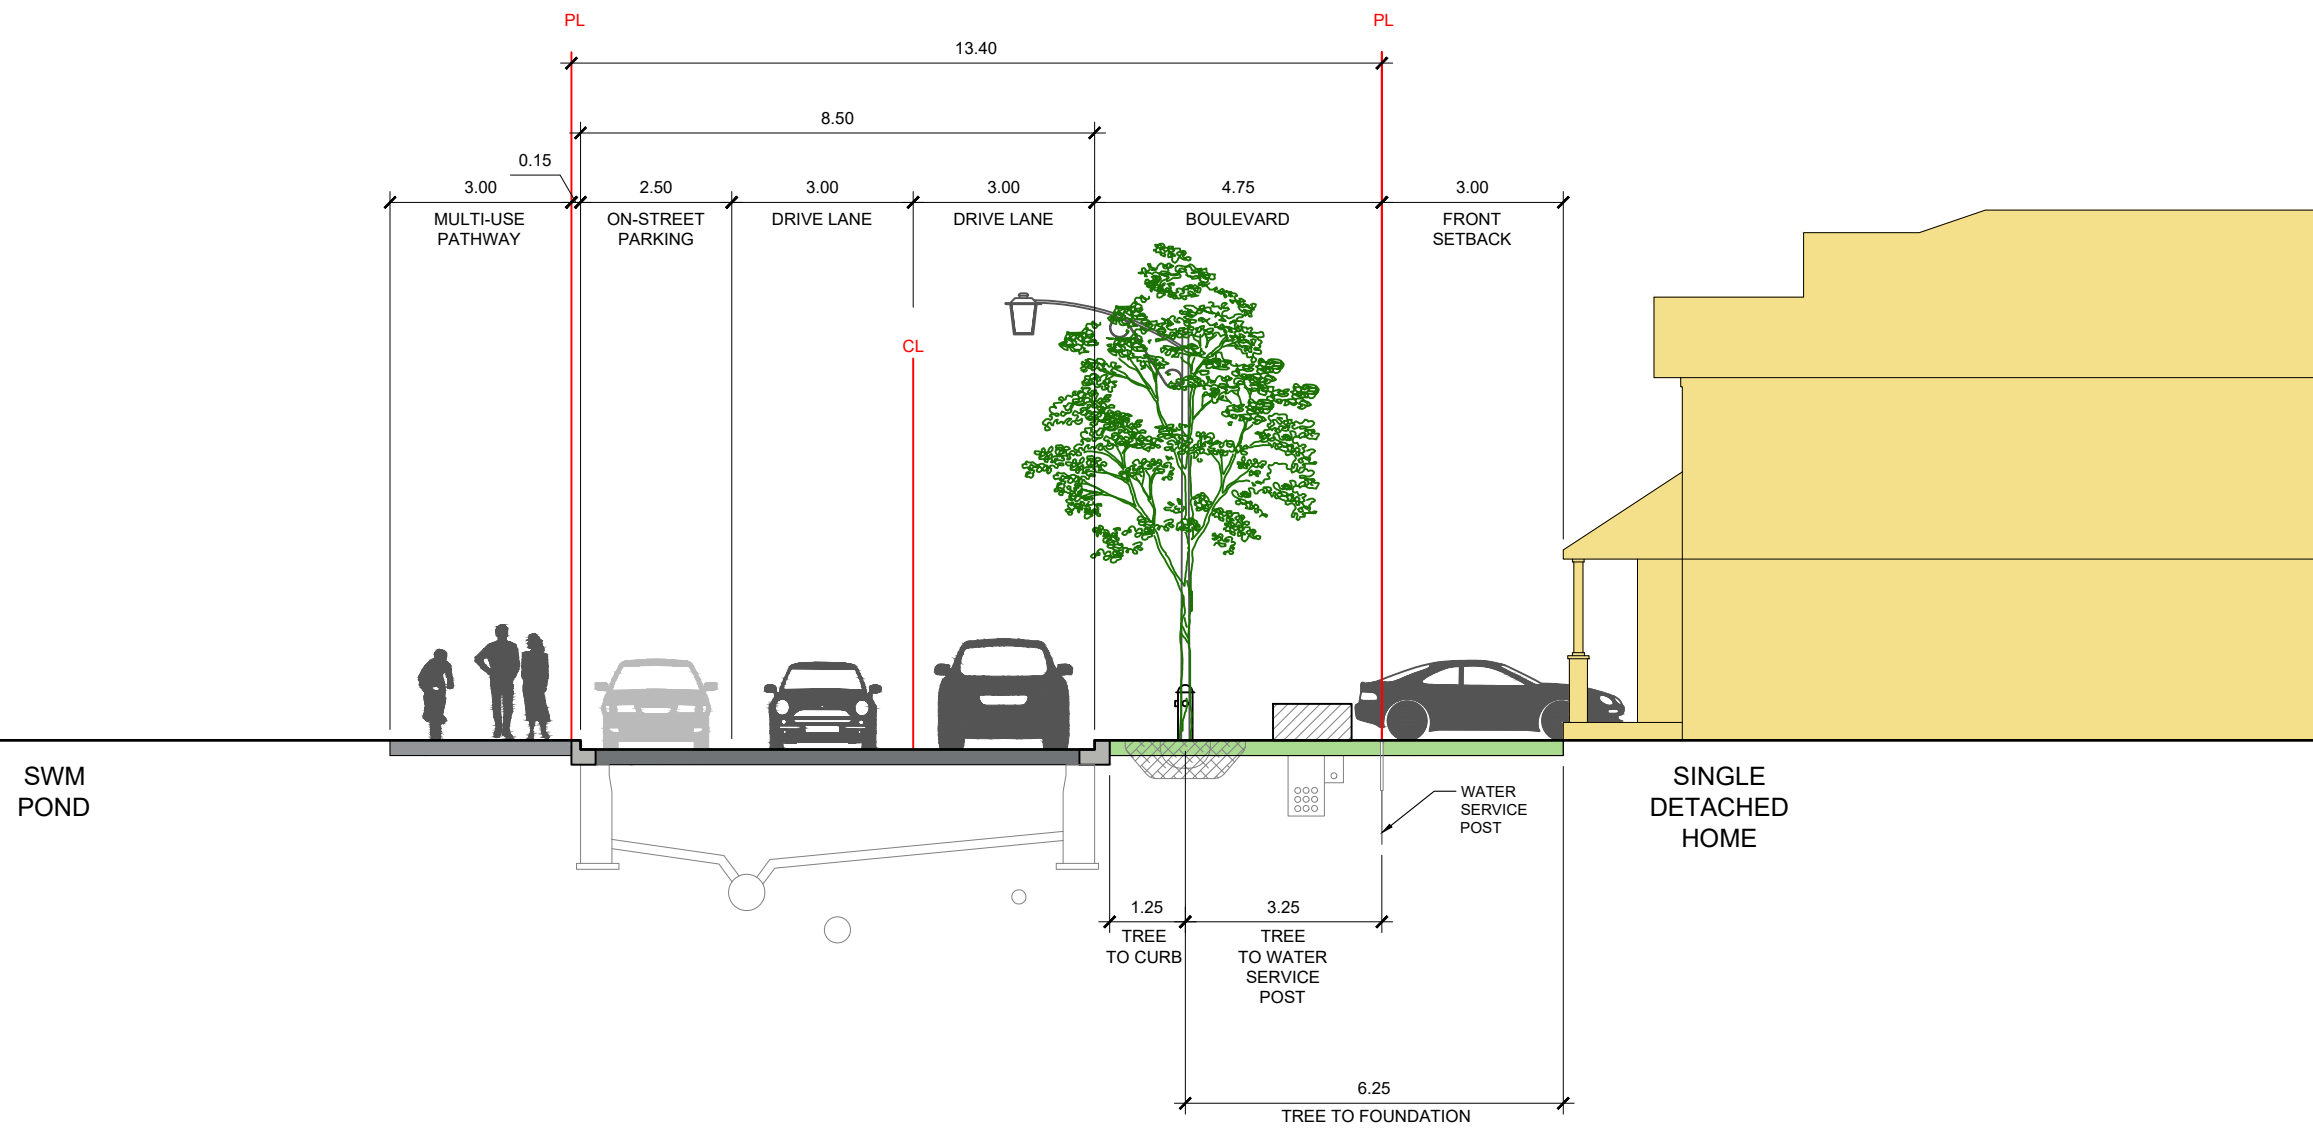 PL
PL
13.40
8.50
0.15
3.00
2.50
3.00
3.00
4.75
3.00
MULTI-USE
PATHWAY
ON-STREET
PARKING
DRIVE LANE
DRIVE LANE
BOULEVARD
FRONT
SETBACK
CL
SWM
POND
SINGLE
DETACHED
HOME
WATER
SERVICE
POST
1.25
TREE
TO CURB
3.25
TREE
TO WATER
SERVICE
POST
6.25
TREE TO FOUNDATION